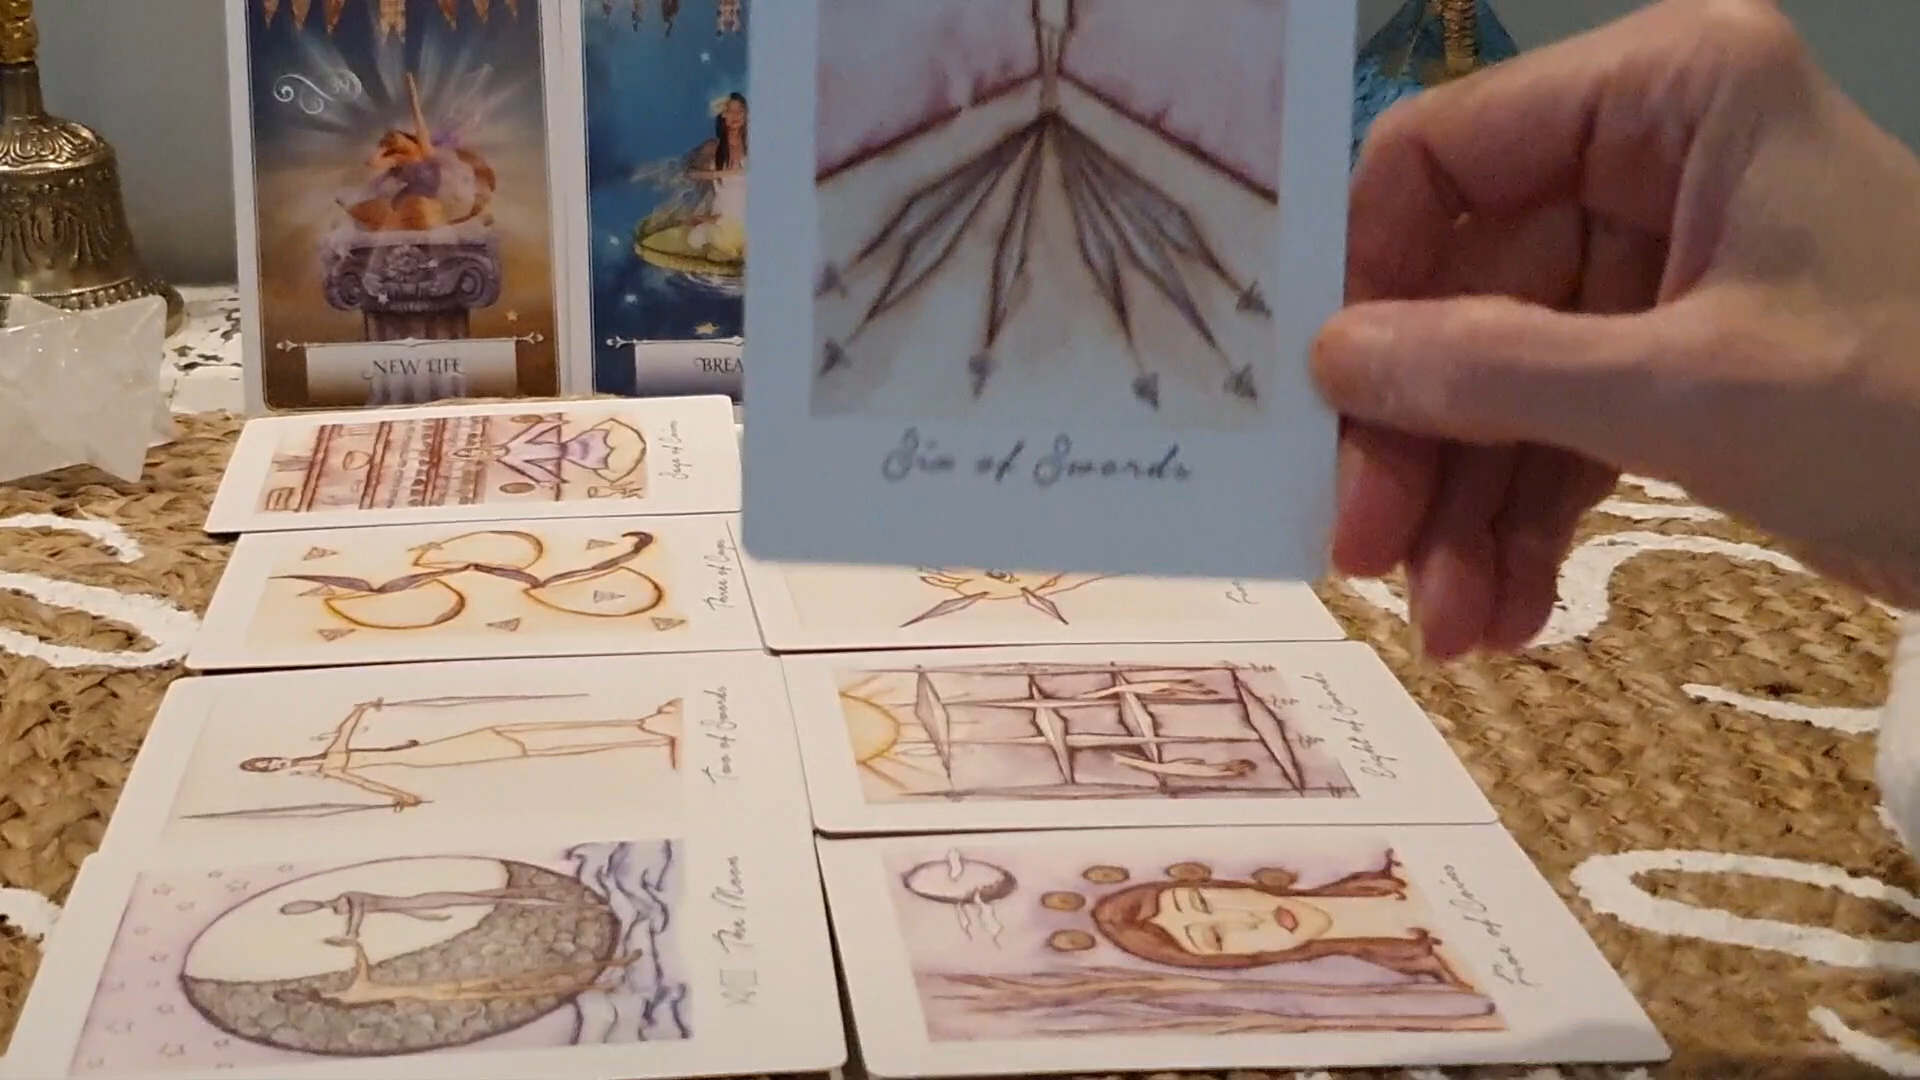 NEW LIFE
BREA
Six of Swords
Three of Cups
Two of Swords
Eight of Swords
XVIII The Moon
of Coins